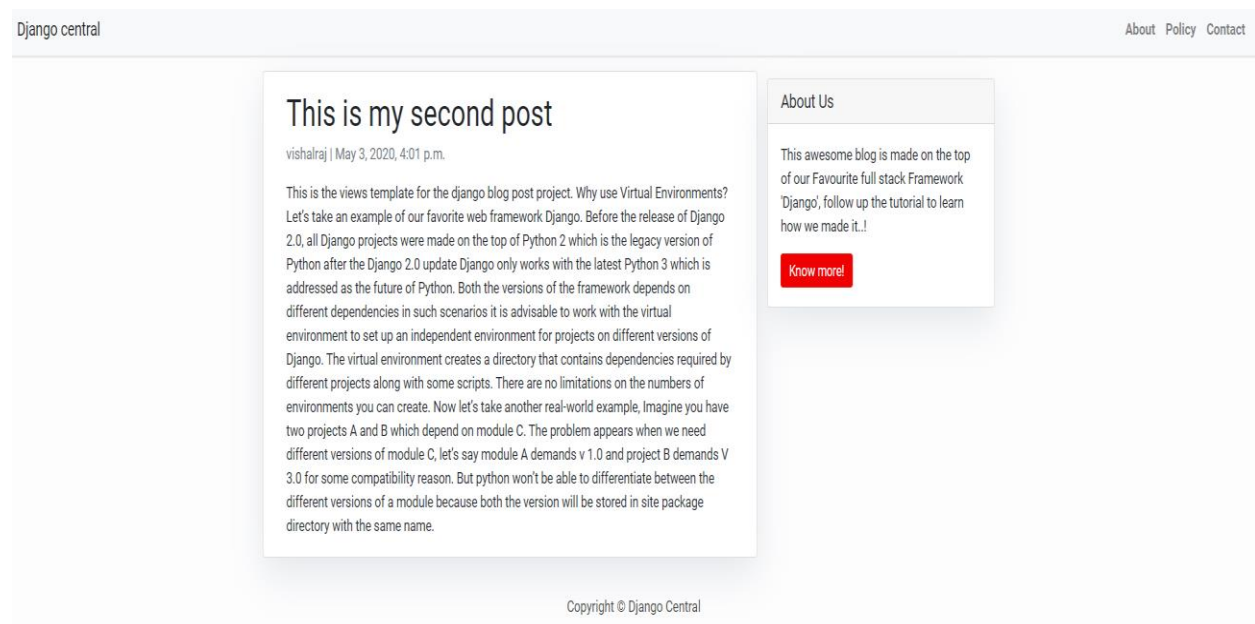 Django central
About Policy Contact
This is my second post
vishalraj | May 3, 2020, 4:01 p.m.
This is the views template for the django blog post project. Why use Virtual Environments?
Let's take an example of our favorite web framework Django. Before the release of Django
2.0, all Django projects were made on the top of Python 2 which is the legacy version of
Python after the Django 2.0 update Django only works with the latest Python 3 which is
addressed as the future of Python. Both the versions of the framework depends on
different dependencies in such scenarios it is advisable to work with the virtual
environment to set up an independent environment for projects on different versions of
Django. The virtual environment creates a directory that contains dependencies required by
different projects along with some scripts. There are no limitations on the numbers of
environments you can create. Now let's take another real-world example, Imagine you have
two projects A and B which depend on module C. The problem appears when we need
different versions of module C, let's say module A demands v 1.0 and project B demands V
3.0 for some compatibility reason. But python won't be able to differentiate between the
different versions of a module because both the version will be stored in site package
directory with the same name.
About Us
This awesome blog is made on the top
of our Favourite full stack Framework
'Django', follow up the tutorial to learn
how we made it..!
Know more!
Copyright © Django Central